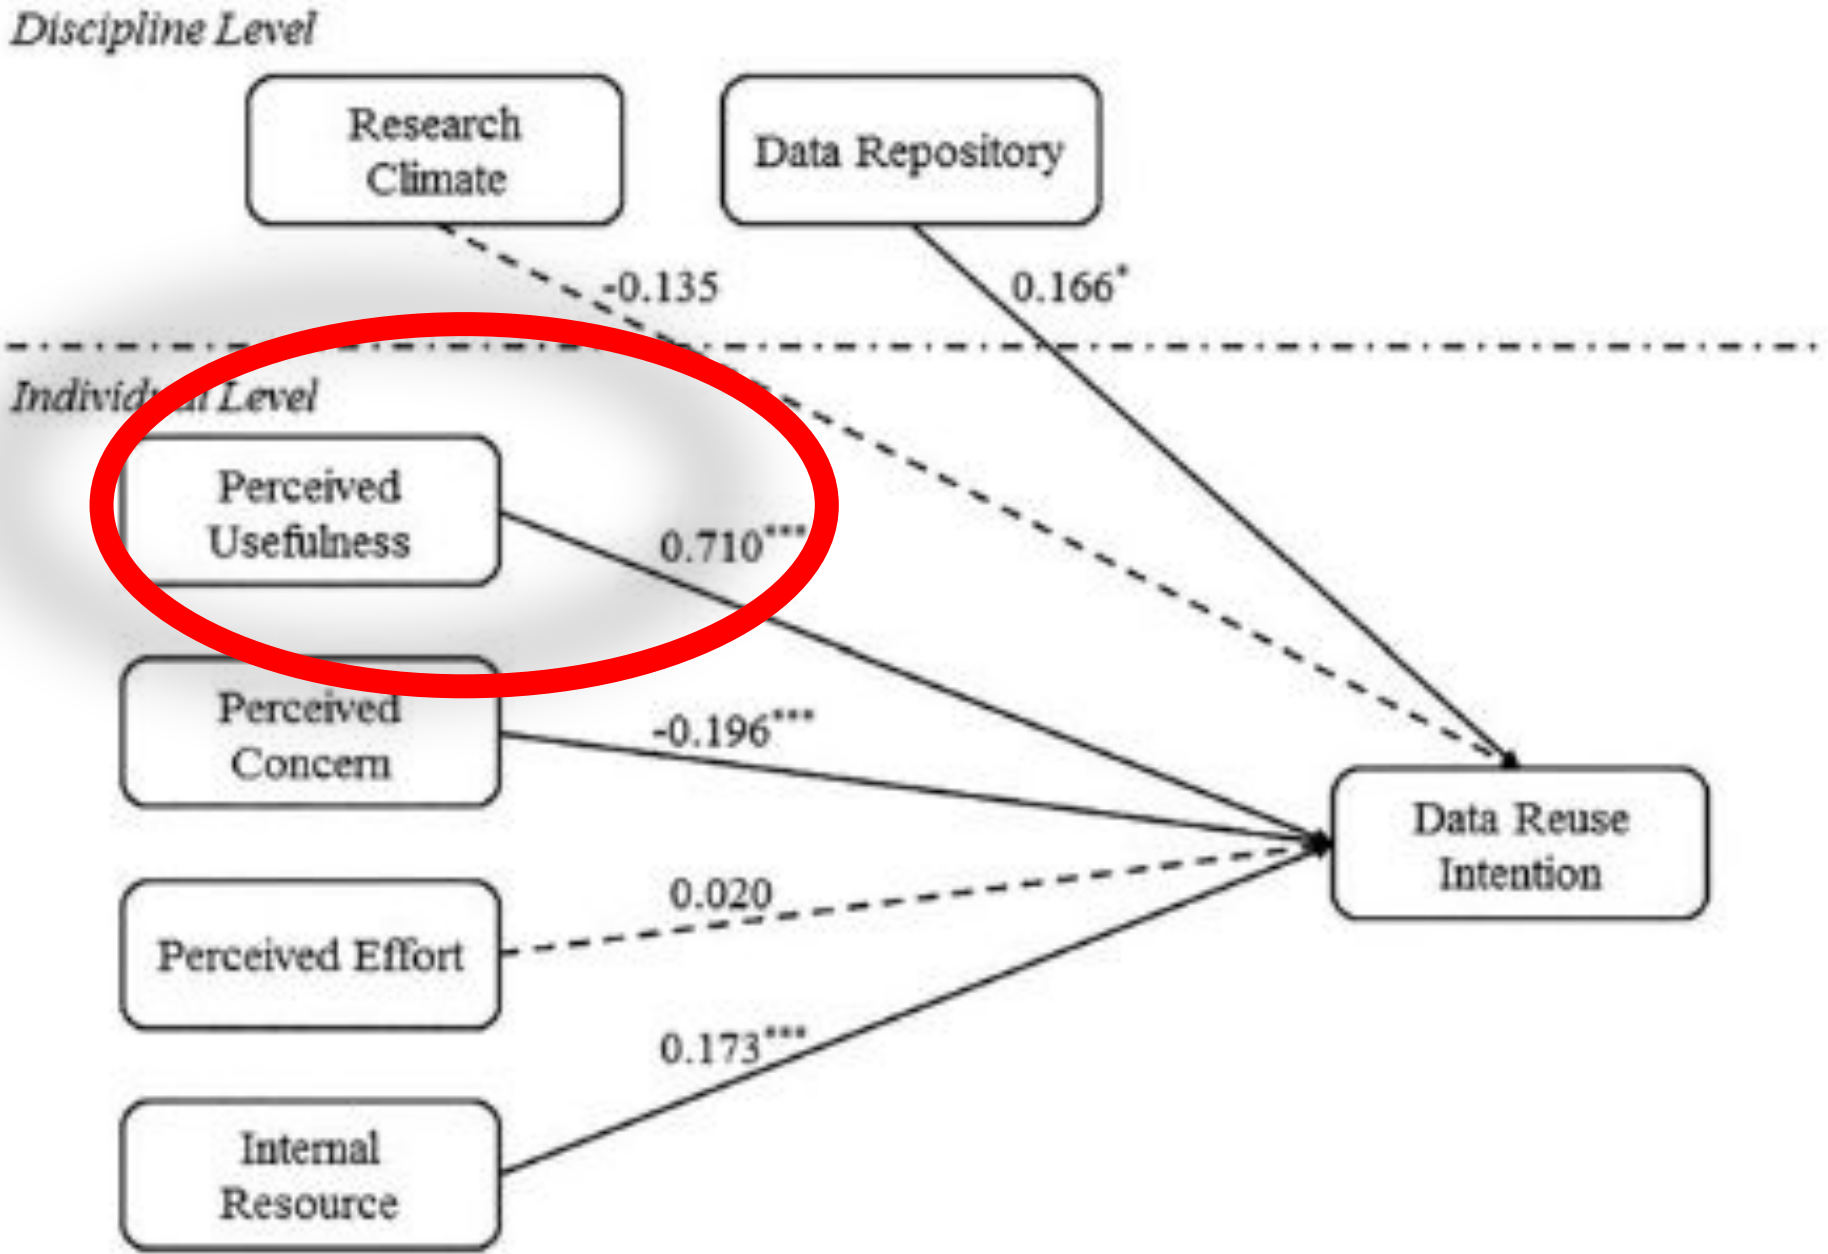 Discipline Level
Research
Climate
Data Repository
-0.135
0.166*
Individual Level
Perceived
Usefulness
0.710***
Perceived
Concern
-0.196***
Data Reuse
Intention
0.020
Perceived Effort
0.173***
Internal
Resource